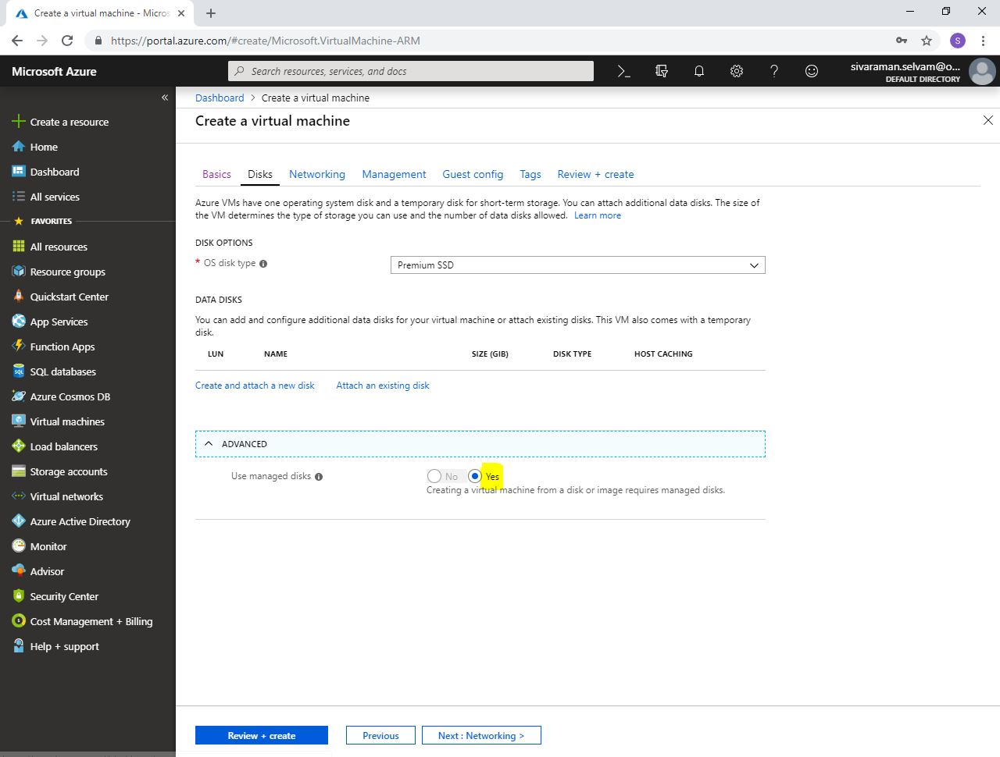 Create a virtual machine - Micros
https://portal.azure.com/#create/Microsoft.VirtualMachine-ARM
S
Microsoft Azure
Search resources, services, and docs
sivaraman.selvam@o...
DEFAULT DIRECTORY
Create a resource
Home
Dashboard
All services
FAVORITES
All resources
Resource groups
Quickstart Center
App Services
Function Apps
SQL databases
Azure Cosmos DB
Virtual machines
Load balancers
Storage accounts
Virtual networks
Azure Active Directory
Monitor
Advisor
Security Center
Cost Management + Billing
Help + support
Dashboard > Create a virtual machine
Create a virtual machine
Basics Disks Networking Management Guest config Tags Review + create
Azure VMs have one operating system disk and a temporary disk for short-term storage. You can attach additional data disks. The size of
the VM determines the type of storage you can use and the number of data disks allowed. Learn more
DISK OPTIONS
* OS disk type Premium SSD
DATA DISKS
You can add and configure additional data disks for your virtual machine or attach existing disks. This VM also comes with a temporary
disk.
LUN NAME SIZE (GIB) DISK TYPE HOST CACHING
Create and attach a new disk Attach an existing disk
ADVANCED
Use managed disks No Yes
Creating a virtual machine from a disk or image requires managed disks.
Review + create Previous Next : Networking >